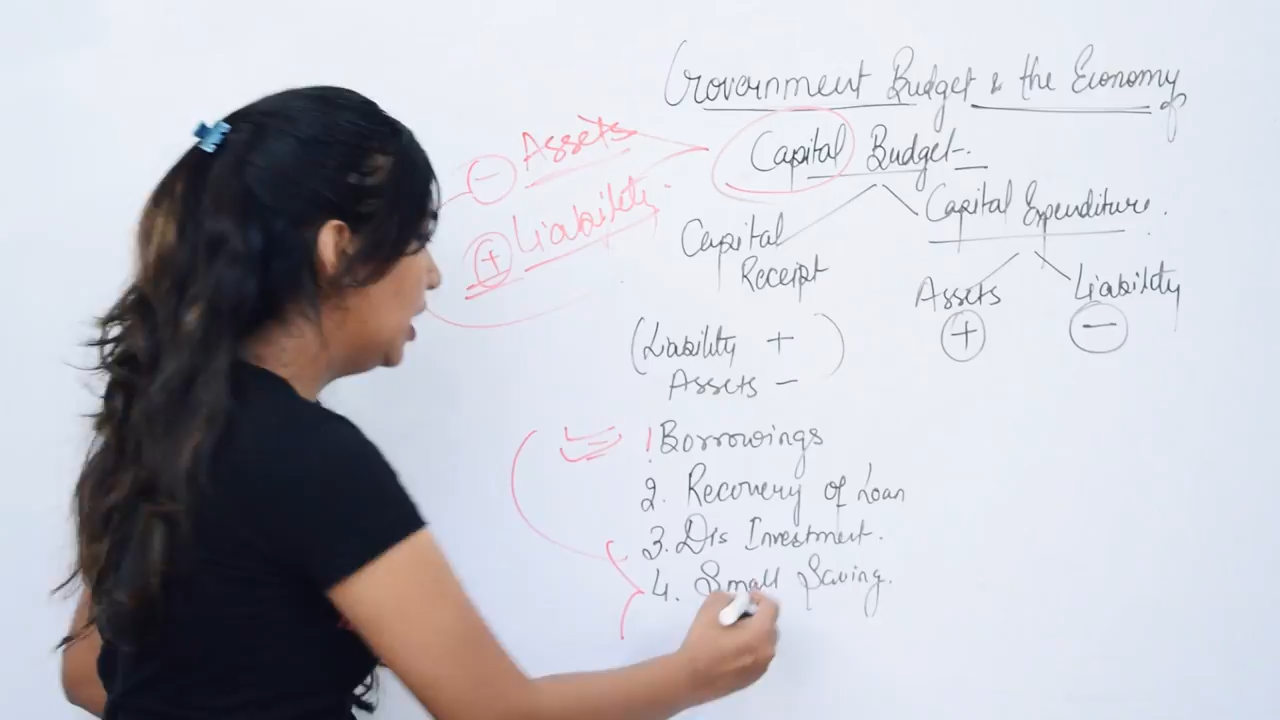 Government Budget & the Economy
Capital Budget-.
- Assets
+ Liability.
Capital Receipt
Capital Expenditure.
(Liability +)
Assets -
Assets
+
Liability
-
1 Borrowings
2. Recovery of Loan
3. Dis Investment.
4. Small Saving.